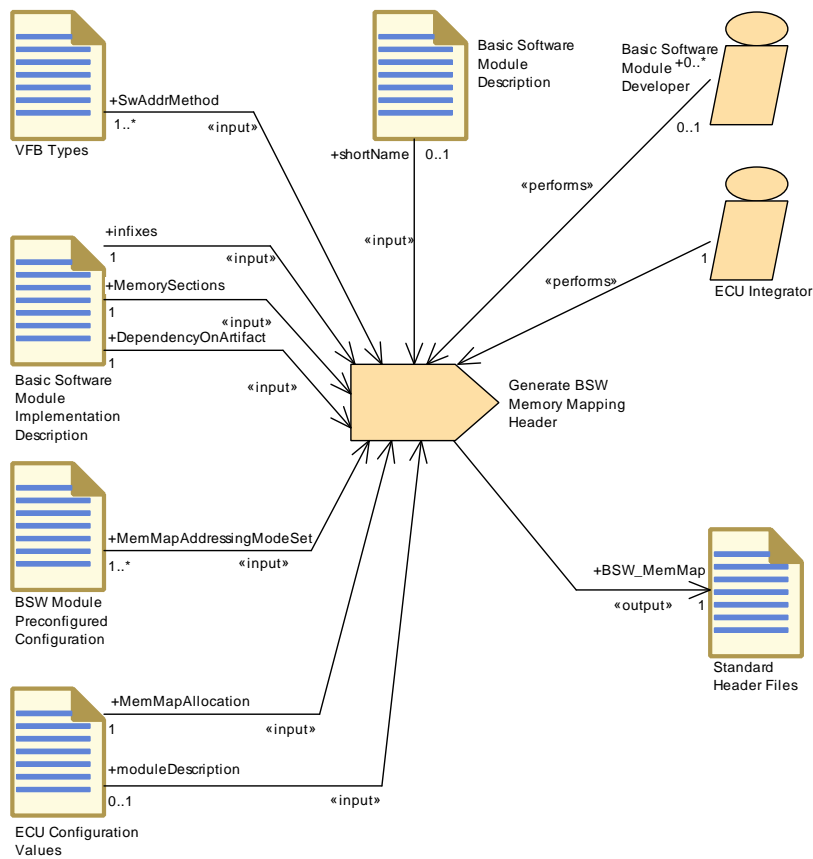 Basic Software
Module
Description
Basic Software
Module
Developer
+0..*
0..1
+SwAddrMethod
1..*
«input»
VFB Types
+shortName
0..1
«performs»
+infixes
1
«input»
«input»
+MemorySections
1
«input»
«performs»
1
ECU Integrator
+DependencyOnArtifact
1
«input»
Basic Software
Module
Implementation
Description
Generate BSW
Memory Mapping
Header
+MemMapAddressingModeSet
1..*
«input»
BSW Module
Preconfigured
Configuration
+BSW_MemMap
«output»
1
Standard
Header Files
+MemMapAllocation
1
«input»
+moduleDescription
0..1
«input»
ECU Configuration
Values